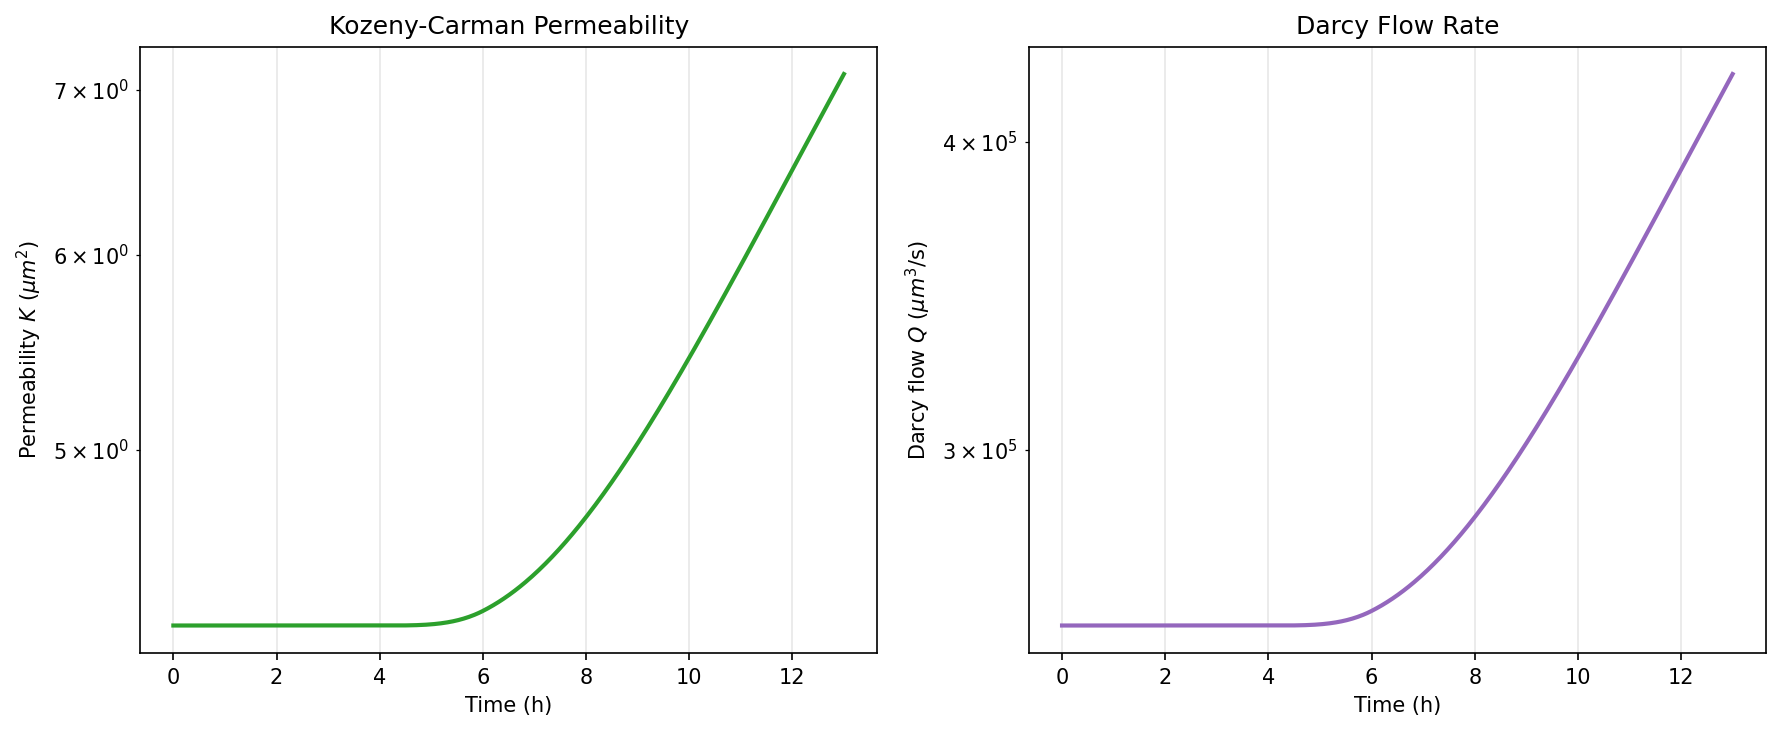 Kozeny-Carman Permeability
7 × 10⁰
6 × 10⁰
5 × 10⁰
Permeability K (μm²)
0 2 4 6 8 10 12
Time (h)
Darcy Flow Rate
4 × 10⁵
3 × 10⁵
Darcy flow Q (μm³/s)
0 2 4 6 8 10 12
Time (h)